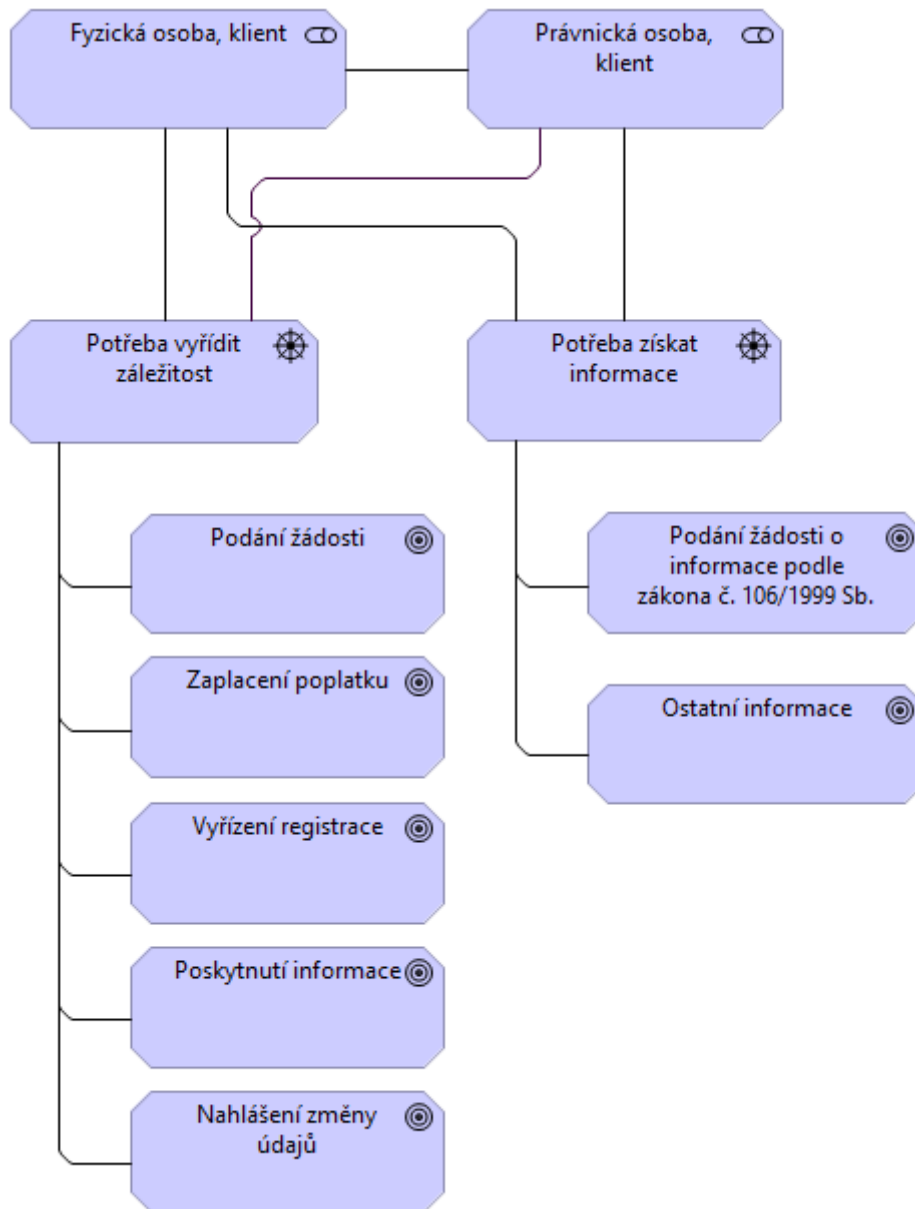 Fyzická osoba, klient
Právnická osoba,
klient
Potřeba vyřídit
záležitost
Potřeba získat
informace
Podání žádosti
Podání žádosti o
informace podle
zákona č. 106/1999 Sb.
Zaplacení poplatku
Ostatní informace
Vyřízení registrace
Poskytnutí informace
Nahlášení změny
údajů